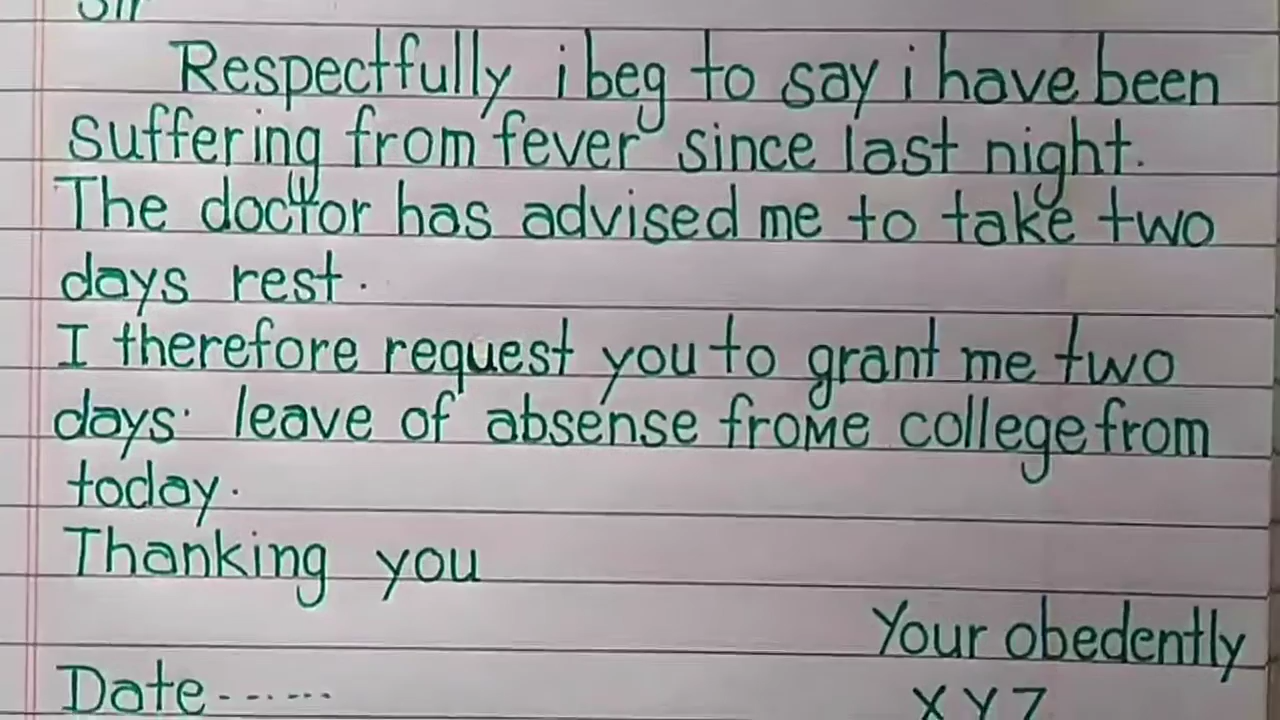 Sir
Respectfully i beg to say i have been
suffering from fever since last night.
The doctor has advised me to take two
days rest.
I therefore request you to grant me two
days. leave of absense frome college from
today.
Thanking you
Your obedently
Date------
XYZ